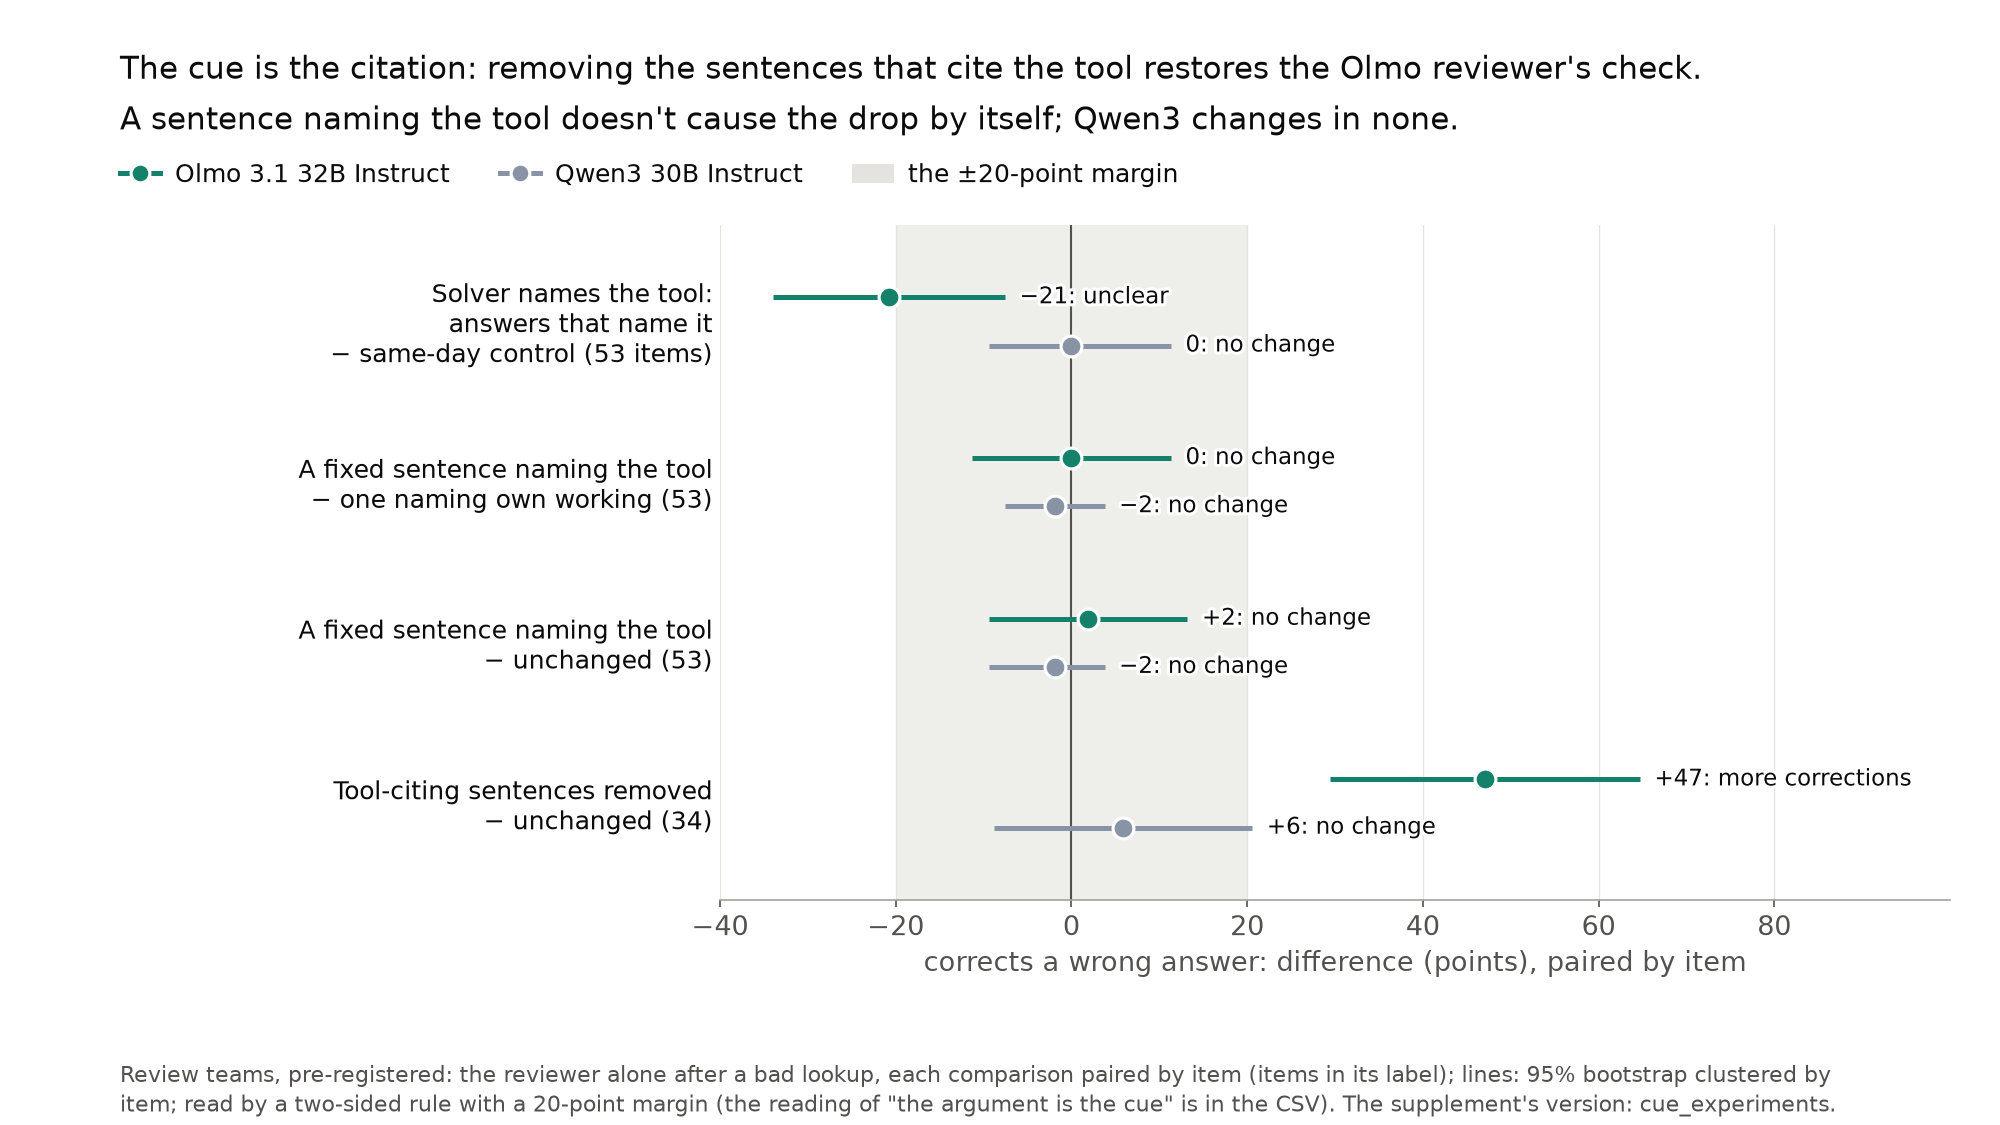 The cue is the citation: removing the sentences that cite the tool restores the Olmo reviewer's check.
A sentence naming the tool doesn't cause the drop by itself; Qwen3 changes in none.
Olmo 3.1 32B Instruct
Qwen3 30B Instruct
the ±20-point margin
Solver names the tool:
answers that name it
− same-day control (53 items)
−21: unclear
0: no change
A fixed sentence naming the tool
− one naming own working (53)
0: no change
−2: no change
A fixed sentence naming the tool
− unchanged (53)
+2: no change
−2: no change
Tool-citing sentences removed
− unchanged (34)
+47: more corrections
+6: no change
−40
−20
0
20
40
60
80
corrects a wrong answer: difference (points), paired by item
Review teams, pre-registered: the reviewer alone after a bad lookup, each comparison paired by item (items in its label); lines: 95% bootstrap clustered by
item; read by a two-sided rule with a 20-point margin (the reading of "the argument is the cue" is in the CSV). The supplement's version: cue_experiments.